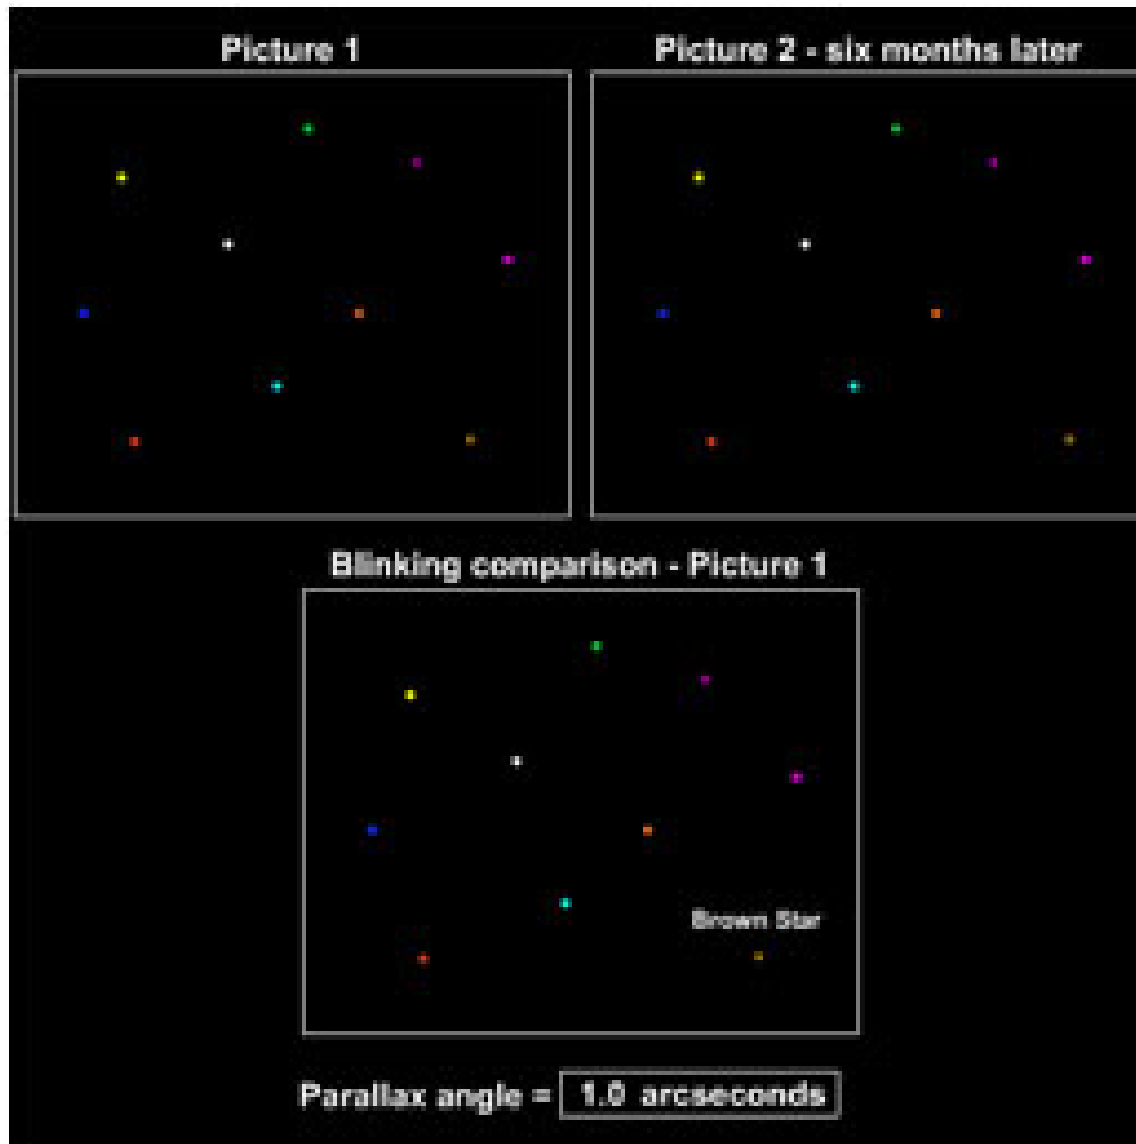 Picture 1
Picture 2 - six months later
Blinking comparison - Picture 1
Brown Star
Parallax angle = 1.0 arcseconds